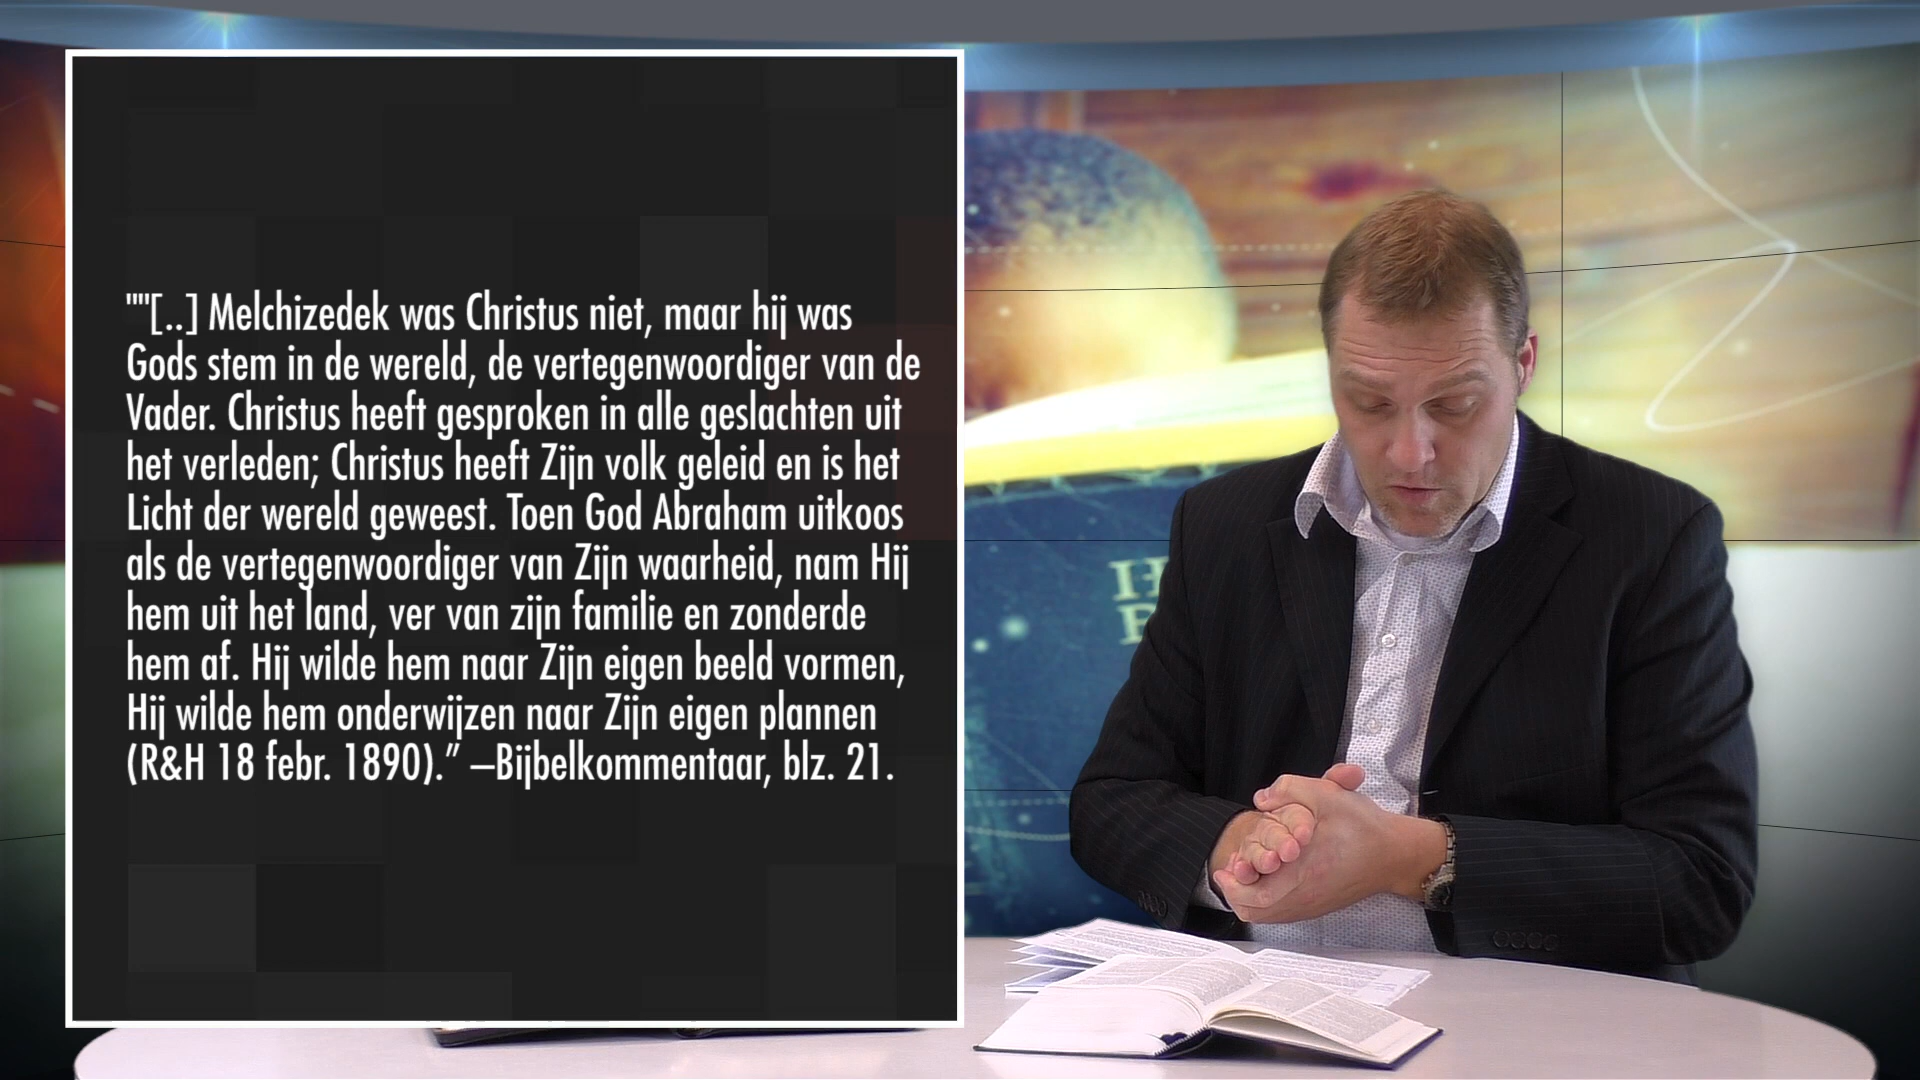 ""[..] Melchizedek was Christus niet, maar hij was
Gods stem in de wereld, de vertegenwoordiger van de
Vader. Christus heeft gesproken in alle geslachten uit
het verleden; Christus heeft Zijn volk geleid en is het
Licht der wereld geweest. Toen God Abraham uitkoos
als de vertegenwoordiger van Zijn waarheid, nam Hij
hem uit het land, ver van zijn familie en zonderde
hem af. Hij wilde hem naar Zijn eigen beeld vormen,
Hij wilde hem onderwijzen naar Zijn eigen plannen
(R&H 18 febr. 1890).” –Bijbelkommentaar, blz. 21.